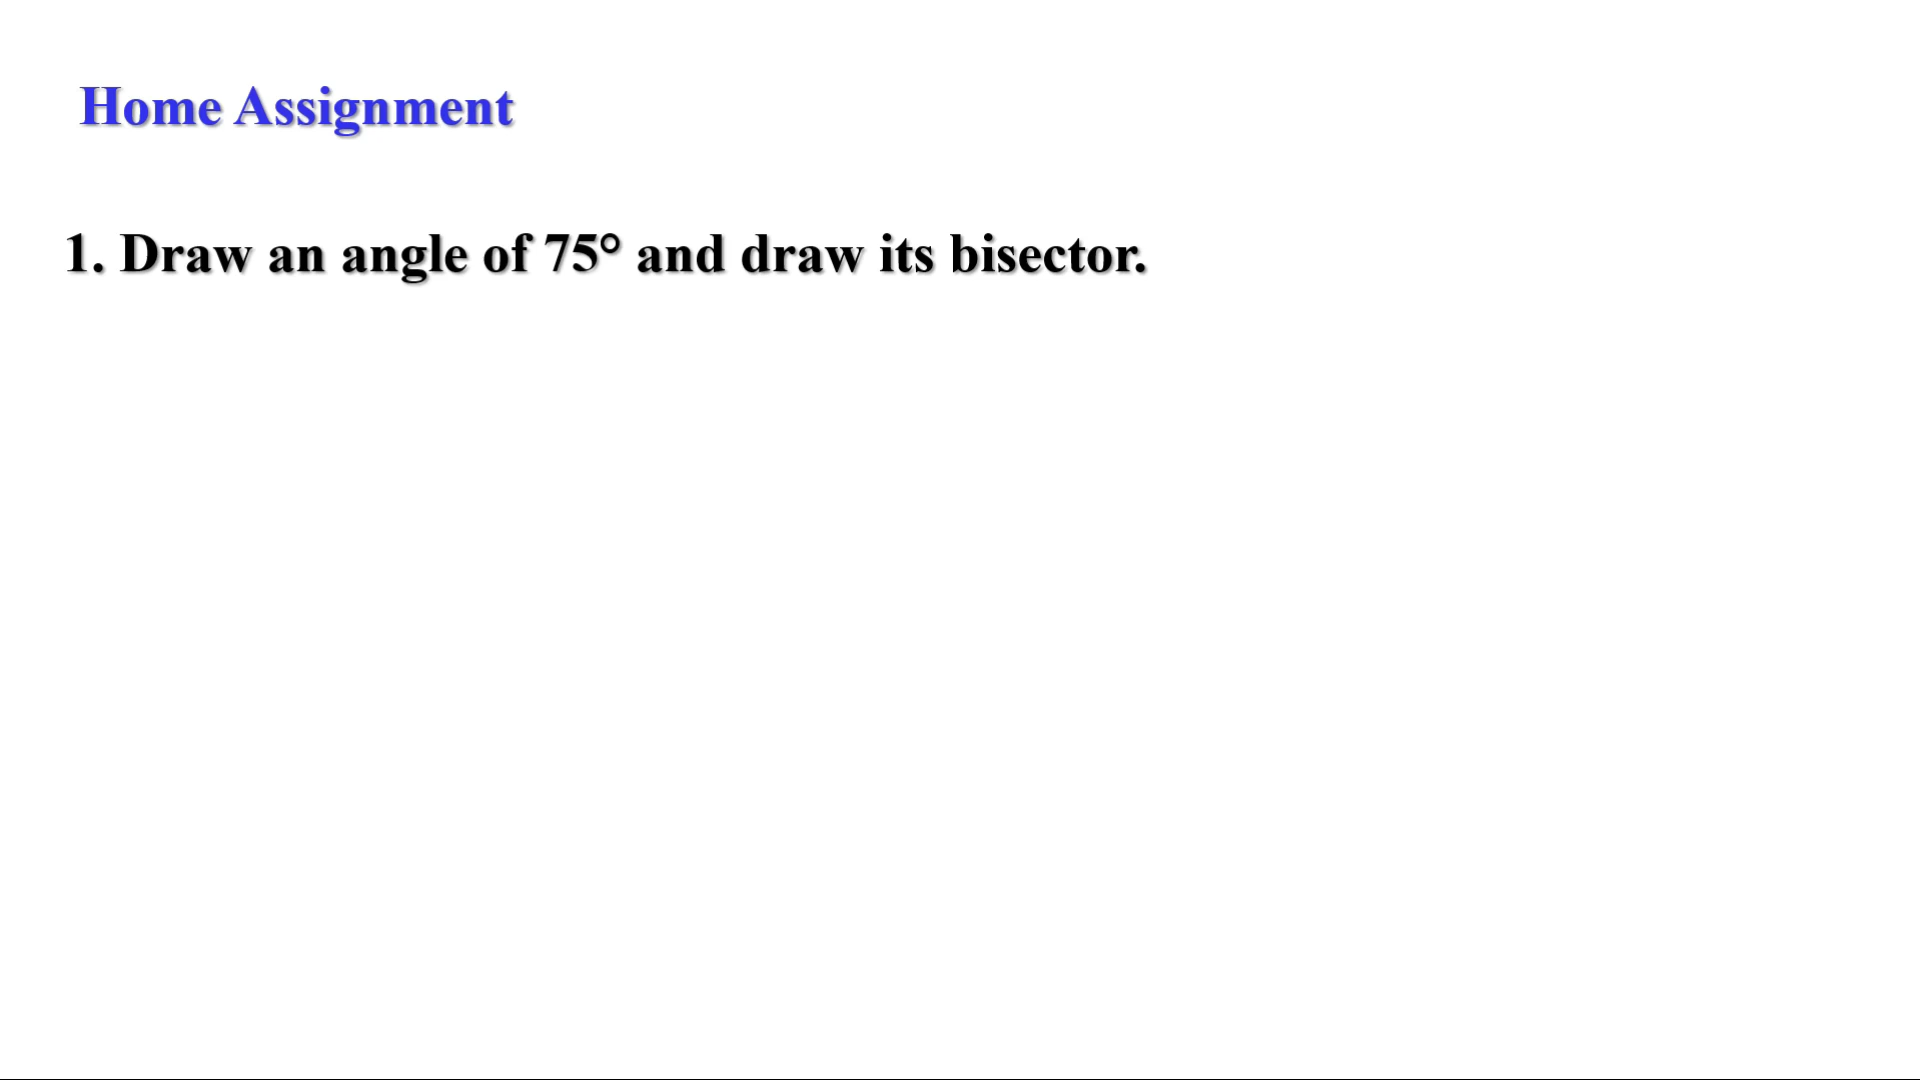 Home Assignment
1. Draw an angle of 75° and draw its bisector.